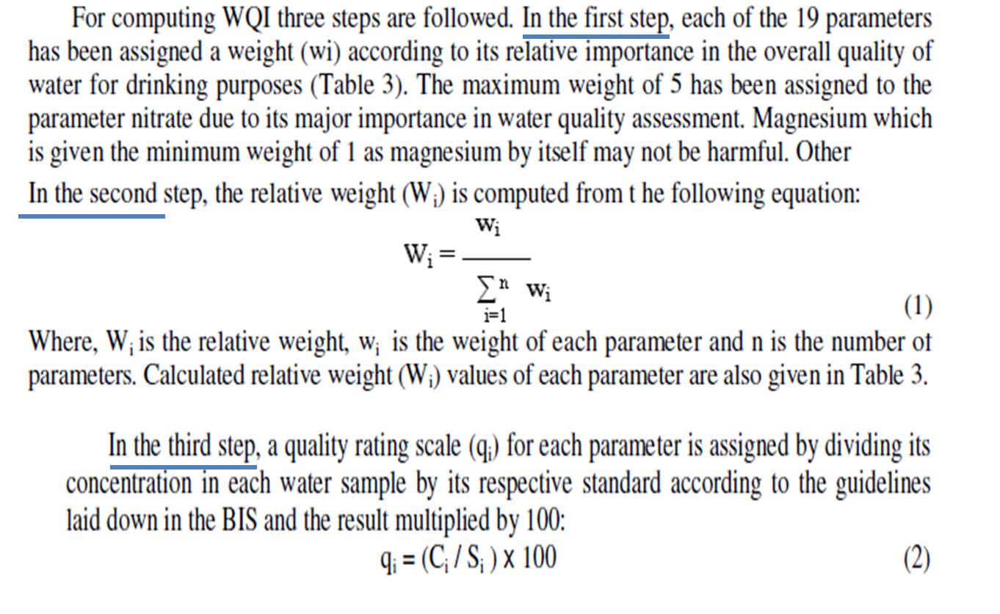 For computing WQI three steps are followed. In the first step, each of the 19 parameters
has been assigned a weight (wi) according to its relative importance in the overall quality of
water for drinking purposes (Table 3). The maximum weight of 5 has been assigned to the
parameter nitrate due to its major importance in water quality assessment. Magnesium which
is given the minimum weight of 1 as magnesium by itself may not be harmful. Other
In the second step, the relative weight (Wi) is computed from t he following equation:
wi
Wi =
∑ n wi
i=1
(1)
Where, Wi is the relative weight, wi is the weight of each parameter and n is the number of
parameters. Calculated relative weight (Wi) values of each parameter are also given in Table 3.
In the third step, a quality rating scale (qi) for each parameter is assigned by dividing its
concentration in each water sample by its respective standard according to the guidelines
laid down in the BIS and the result multiplied by 100:
qi = (Ci / Si ) x 100 (2)